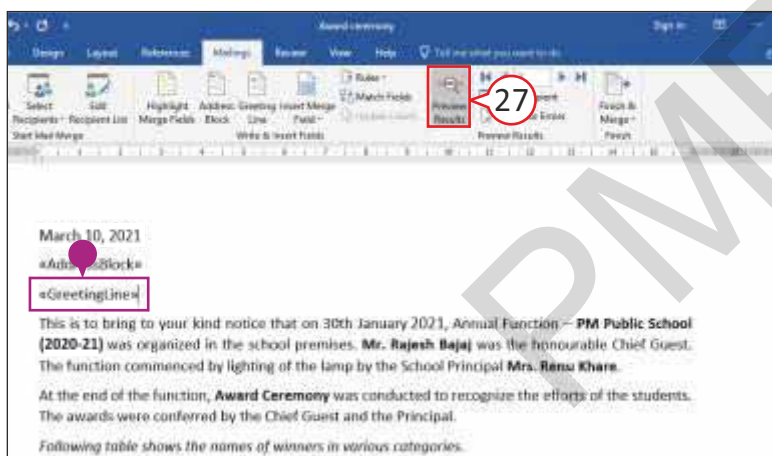 Award ceremony
Sign in
Design Layout References Mailings Review View Help Tell me what you want to do
Select Recipients
Edit Recipient List
Highlight Merge Fields
Address Block
Greeting Line
Insert Merge Field
Rules
Match Fields
Preview Results
27
Finish & Merge
Start Mail Merge
Write & Insert Fields
Preview Results
Finish
March 10, 2021
«GreetingLine»
This is to bring to your kind notice that on 30th January 2021, Annual Function – PM Public School
(2020-21) was organized in the school premises. Mr. Rajesh Bajaj was the honourable Chief Guest.
The function commenced by lighting of the lamp by the School Principal Mrs. Renu Khare.
At the end of the function, Award Ceremony was conducted to recognize the efforts of the students.
The awards were conferred by the Chief Guest and the Principal.
Following table shows the names of winners in various categories.
PM